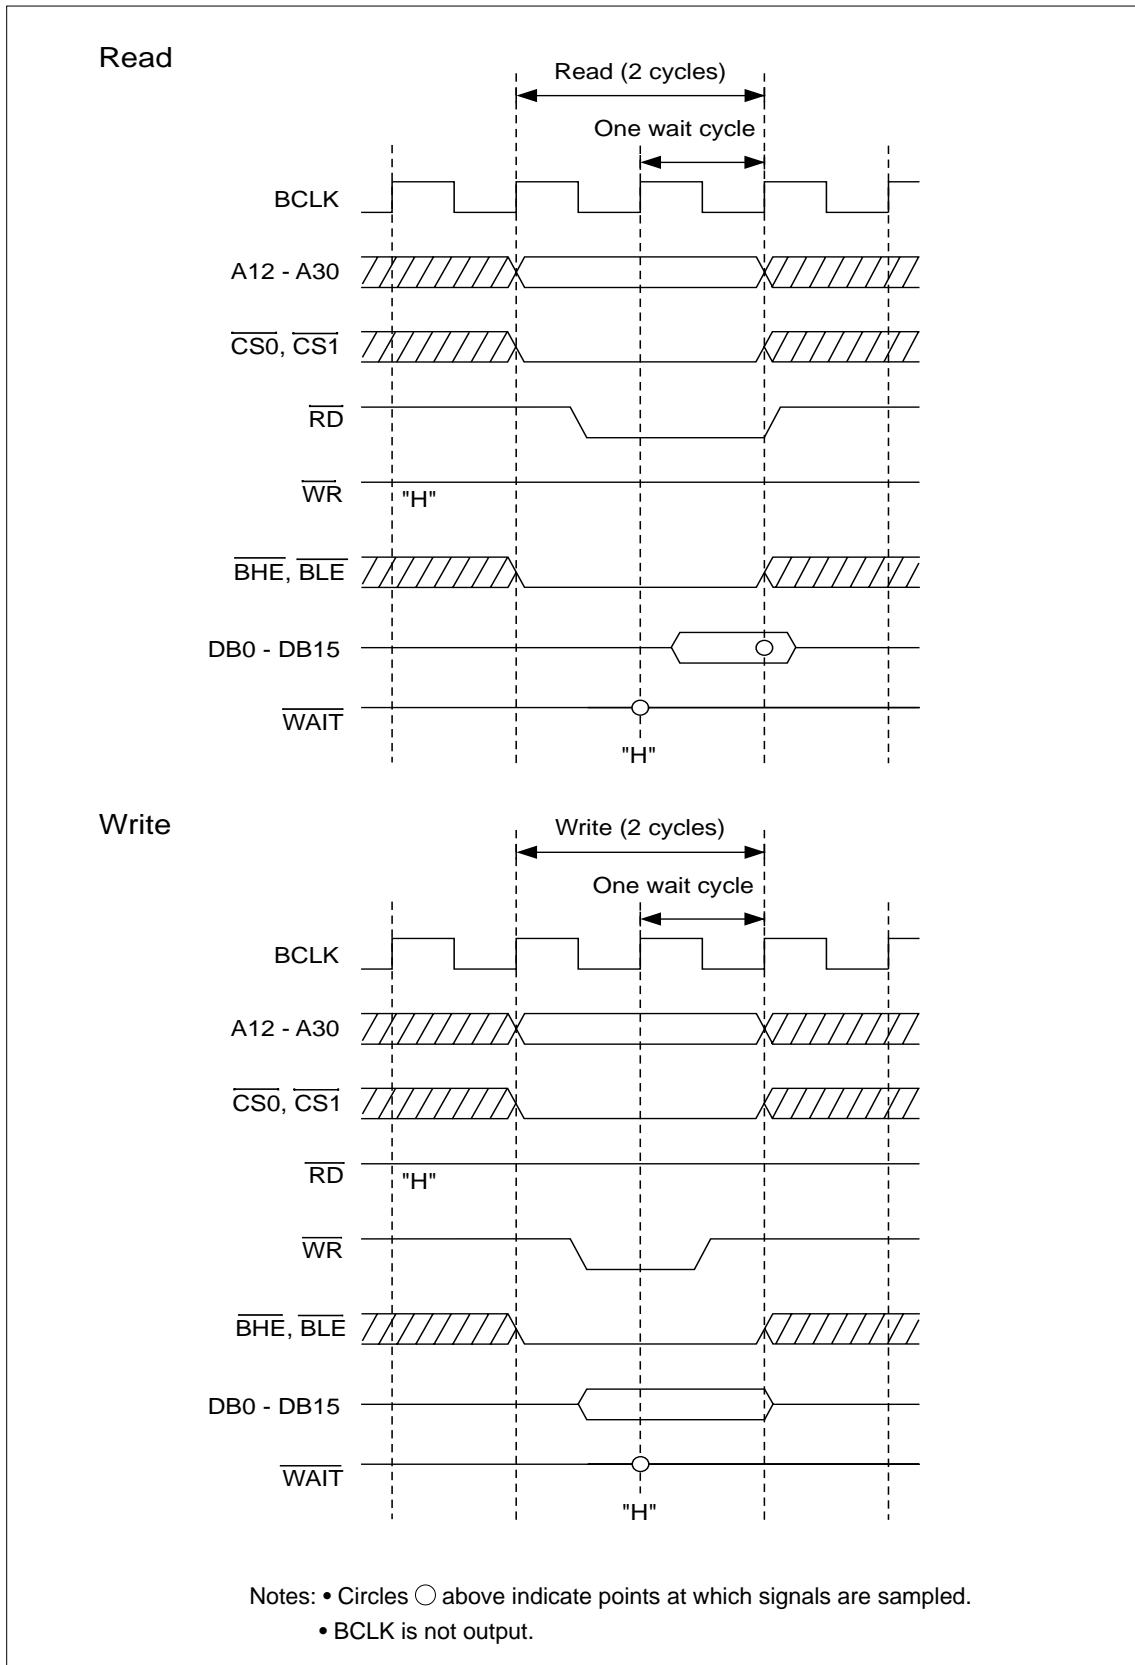 Read
Read (2 cycles)
One wait cycle
BCLK
A12 - A30
CS0, CS1
RD
WR
"H"
BHE, BLE
DB0 - DB15
WAIT
"H"
Write
Write (2 cycles)
One wait cycle
BCLK
A12 - A30
CS0, CS1
RD
"H"
WR
BHE, BLE
DB0 - DB15
WAIT
"H"
Notes: • Circles ○ above indicate points at which signals are sampled.
• BCLK is not output.